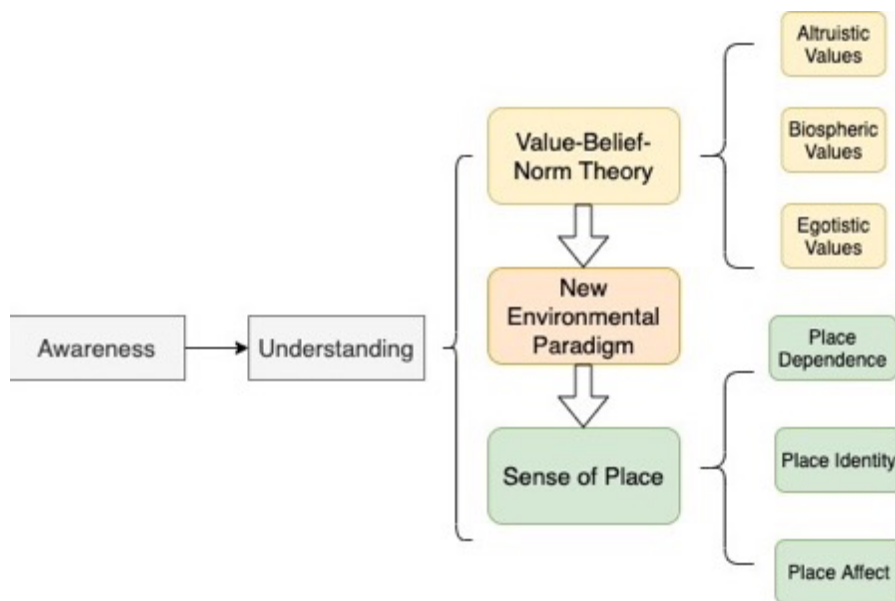 Altruistic
Values
Value-Belief-
Norm Theory
Biospheric
Values
Egotistic
Values
New
Environmental
Paradigm
Awareness
Understanding
Place
Dependence
Sense of Place
Place Identity
Place Affect